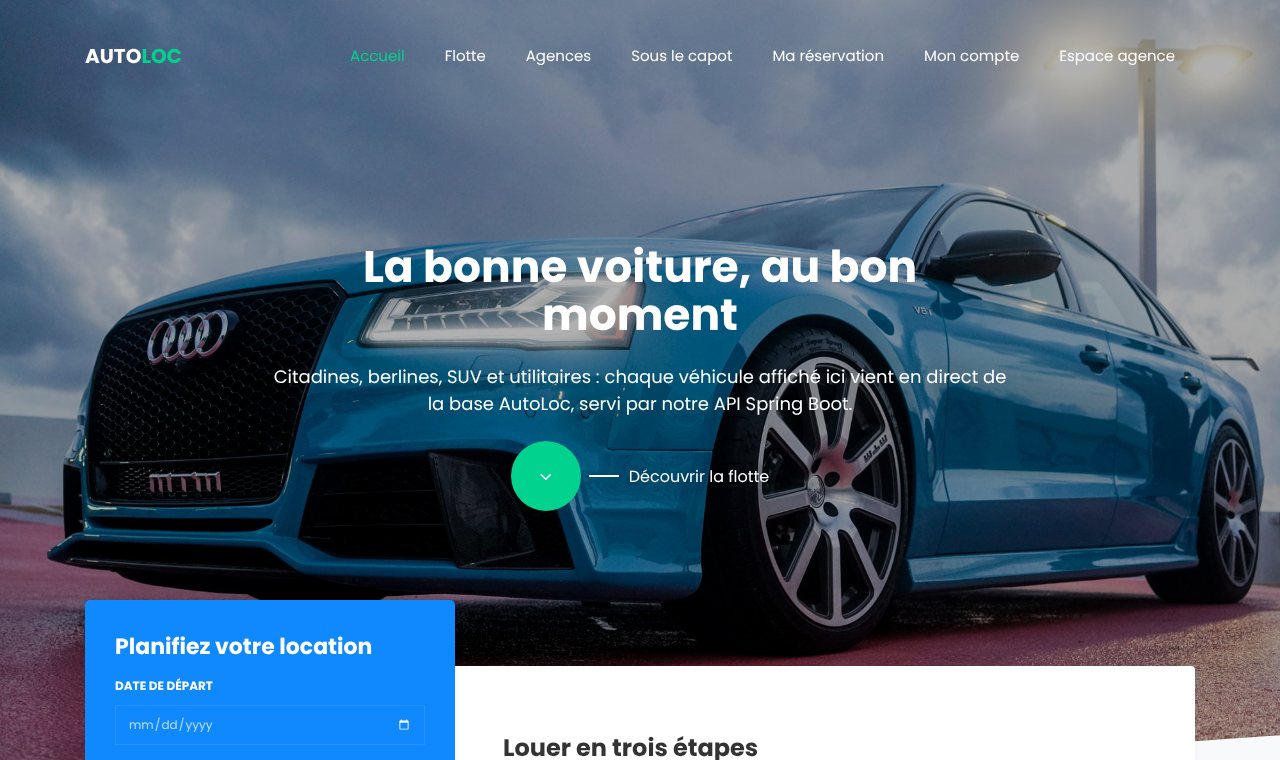 AUTOLOC
Accueil
Flotte
Agences
Sous le capot
Ma réservation
Mon compte
Espace agence
La bonne voiture, au bon
moment
Citadines, berlines, SUV et utilitaires : chaque véhicule affiché ici vient en direct de
la base AutoLoc, servi par notre API Spring Boot.
Découvrir la flotte
mtm
Planifiez votre location
DATE DE DÉPART
mm/dd/yyyy
Louer en trois étapes